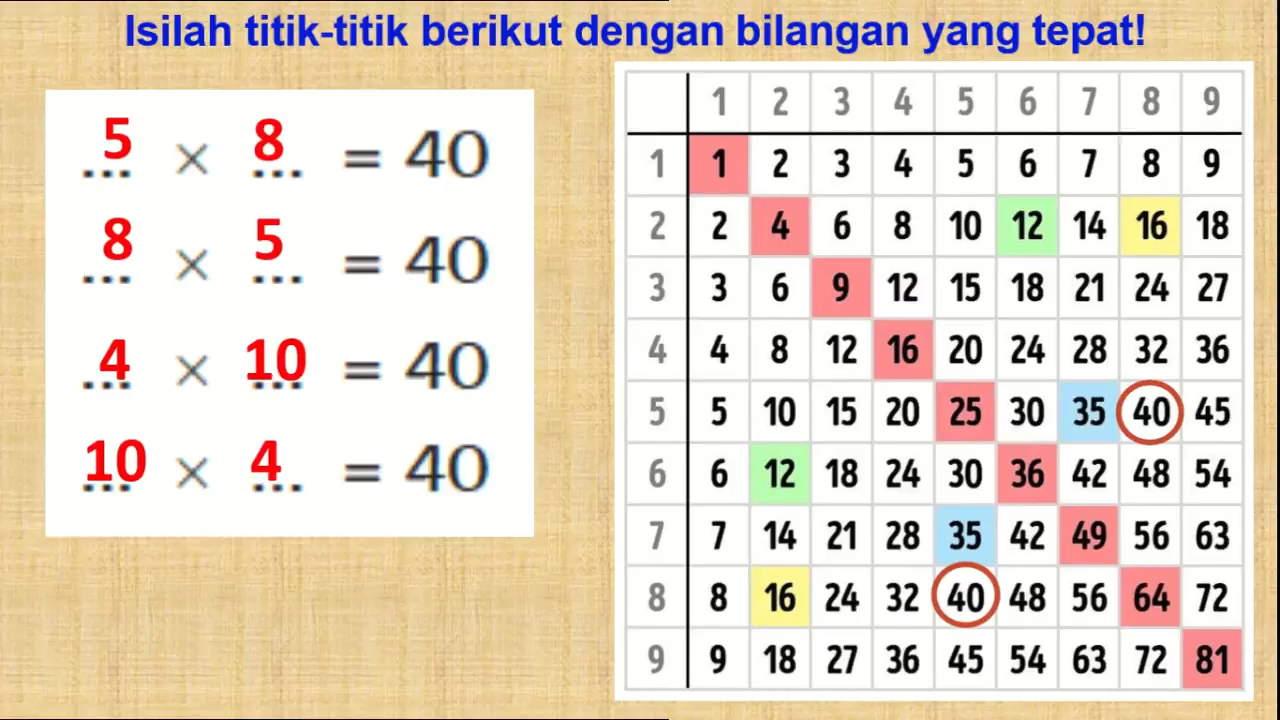 Isilah titik-titik berikut dengan bilangan yang tepat!
5 × 8 = 40
8 × 5 = 40
4 × 10 = 40
10 × 4 = 40
1 2 3 4 5 6 7 8 9
1 1 2 3 4 5 6 7 8 9
2 2 4 6 8 10 12 14 16 18
3 3 6 9 12 15 18 21 24 27
4 4 8 12 16 20 24 28 32 36
5 5 10 15 20 25 30 35 40 45
6 6 12 18 24 30 36 42 48 54
7 7 14 21 28 35 42 49 56 63
8 8 16 24 32 40 48 56 64 72
9 9 18 27 36 45 54 63 72 81